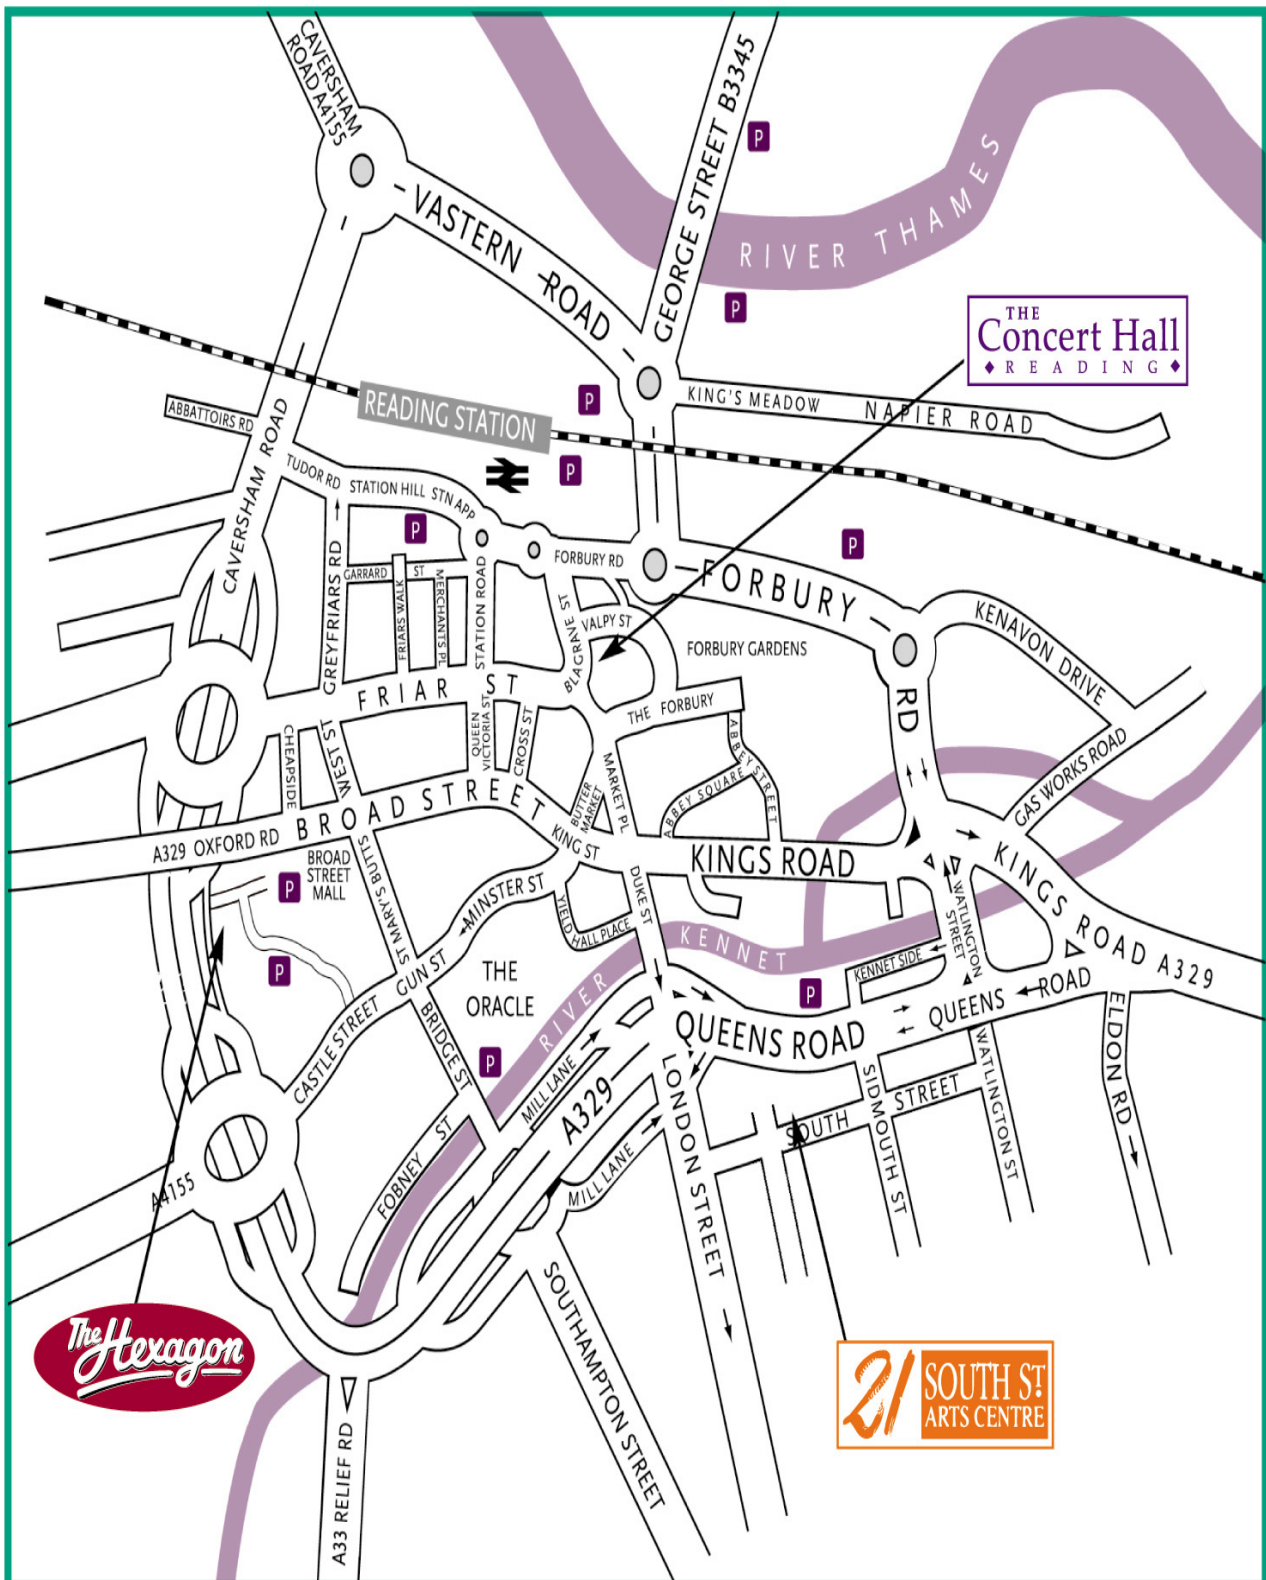 CAVERSHAM
ROAD A4155
GEORGE STREET B3345
P
VASTERN ROAD
RIVER THAMES
P
THE
Concert Hall
READING
READING STATION
P
KING'S MEADOW
NAPIER ROAD
ABBATTOIRS RD
CAVERSHAM ROAD
TUDOR RD
STATION HILL
STN APP
P
P
P
FORBURY RD
FORBURY
RD
GARRARD ST
GREYFRIARS RD
FRIARS WALK
MERCHANTS PL
STATION ROAD
BLAGRAVE ST
VALPY ST
FORBURY GARDENS
KENAVON DRIVE
FRIAR ST
THE FORBURY
CHEAPSIDE
WEST ST
QUEEN
VICTORIA ST
CROSS ST
MARKET PL
BUTTER
MARKET
ABBEY SQUARE
ABBEY STREET
GAS WORKS ROAD
A329 OXFORD RD
BROAD STREET
KING ST
KINGS ROAD
KINGS ROAD A329
BROAD
STREET
MALL
P
ST MARY'S BUTTS
MINSTER ST
YIELD
HALL PLACE
DUKE ST
WATLINGTON
STREET
P
GUN ST
THE
ORACLE
RIVER
KENNET
KENNET SIDE
P
CASTLE STREET
BRIDGE ST
P
MILL LANE
A329
QUEENS ROAD
QUEENS ROAD
ELDON RD
FOBNEY ST
MILL LANE
LONDON STREET
SOUTH STREET
SIDMOUTH ST
WATLINGTON ST
A4155
SOUTHAMPTON STREET
The Hexagon
21
SOUTH ST
ARTS CENTRE
A33 RELIEF RD